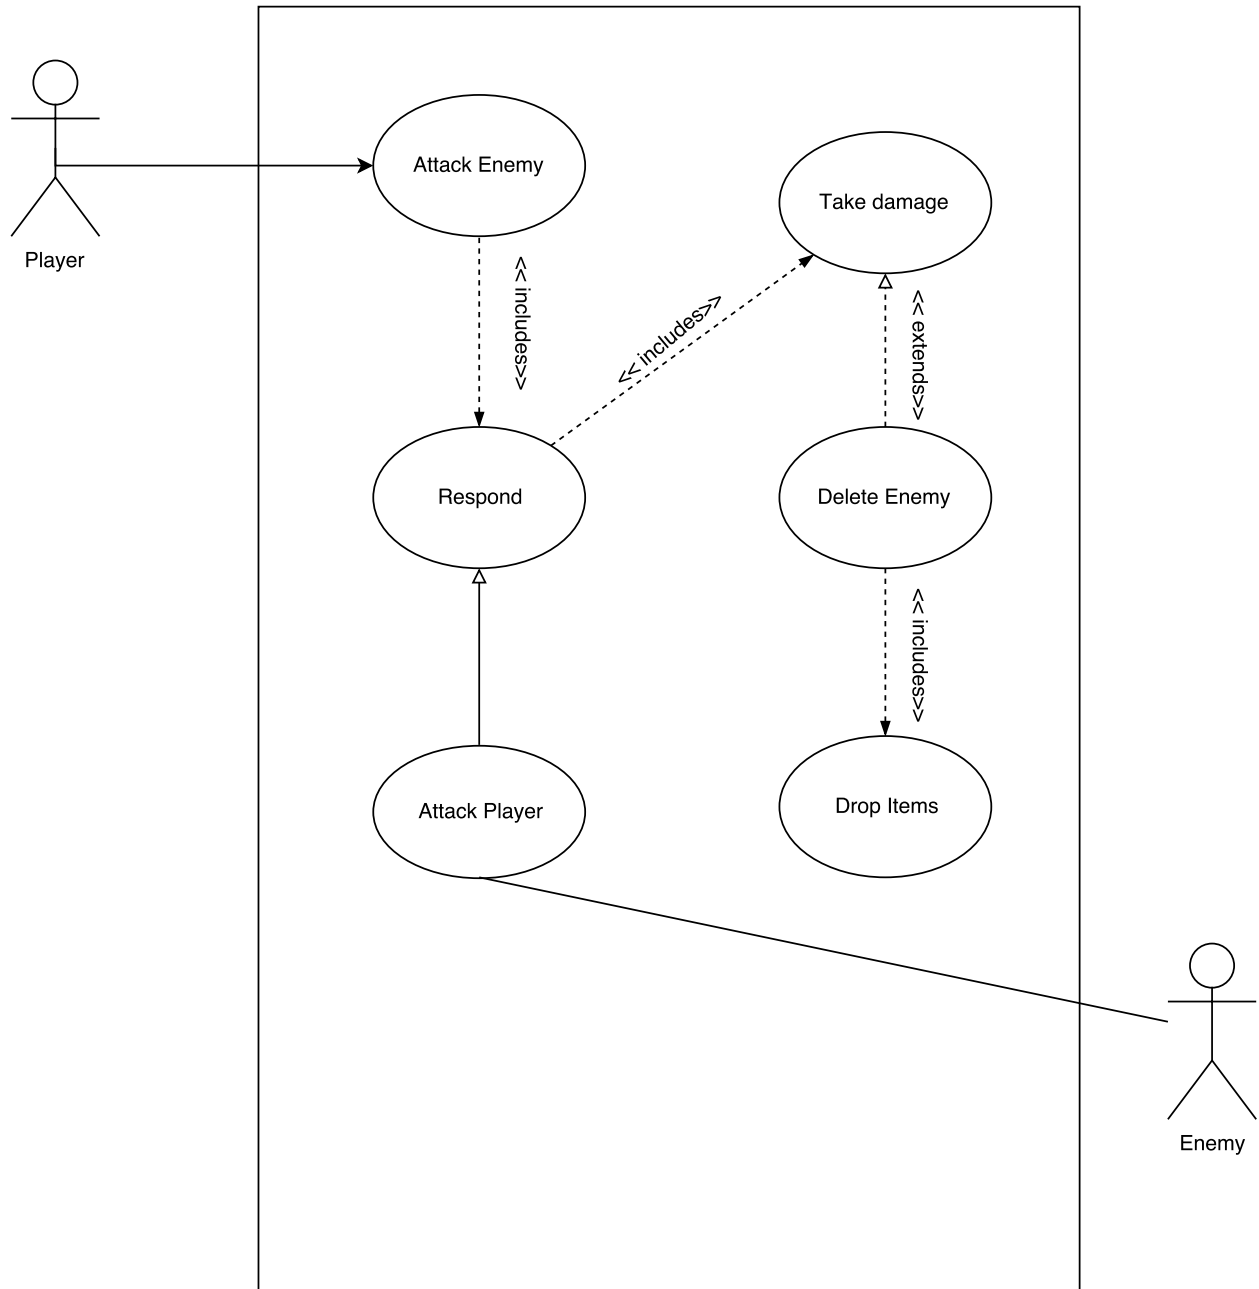 Attack Enemy
Take damage
Player
<< includes>>
<< includes>>
<< extends>>
Respond
Delete Enemy
<< includes>>
Attack Player
Drop Items
Enemy